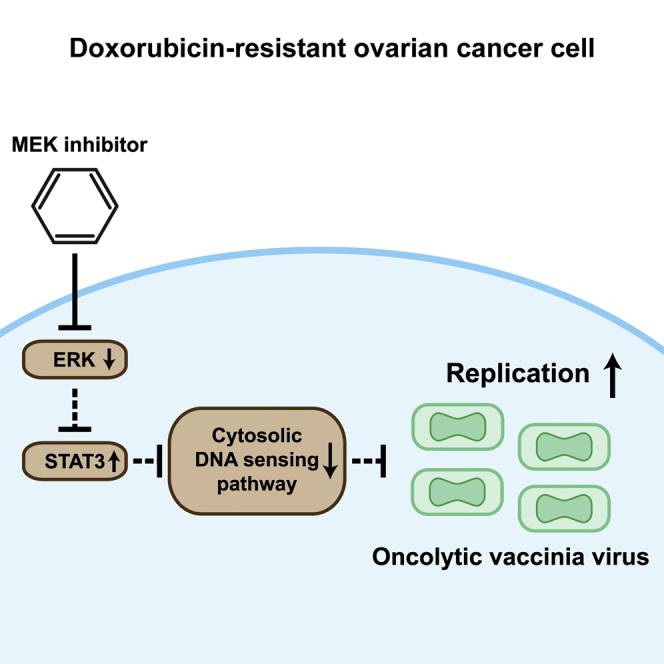 Doxorubicin-resistant ovarian cancer cell
MEK inhibitor
ERK ↓
STAT3 ↑
Cytosolic
DNA sensing ↓
pathway
Replication ↑
Oncolytic vaccinia virus